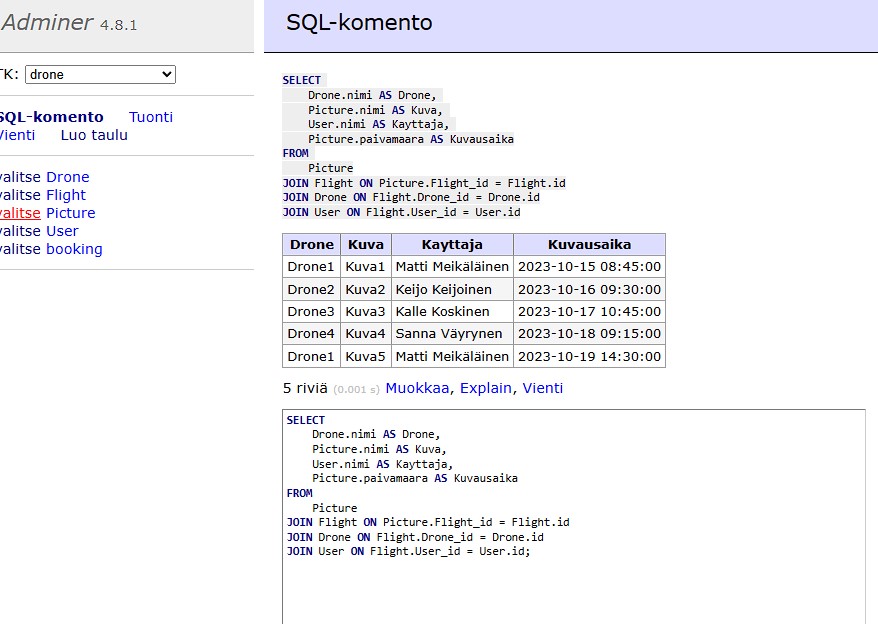 Adminer 4.8.1
TK: drone
SQL-komento Tuonti
Vienti Luo taulu
valitse Drone
valitse Flight
valitse Picture
valitse User
valitse booking
SQL-komento
SELECT
Drone.nimi AS Drone,
Picture.nimi AS Kuva,
User.nimi AS Kayttaja,
Picture.paivamaara AS Kuvausaika
FROM
Picture
JOIN Flight ON Picture.Flight_id = Flight.id
JOIN Drone ON Flight.Drone_id = Drone.id
JOIN User ON Flight.User_id = User.id
Drone Kuva Kayttaja Kuvausaika
Drone1 Kuva1 Matti Meikäläinen 2023-10-15 08:45:00
Drone2 Kuva2 Keijo Keijoinen 2023-10-16 09:30:00
Drone3 Kuva3 Kalle Koskinen 2023-10-17 10:45:00
Drone4 Kuva4 Sanna Väyrynen 2023-10-18 09:15:00
Drone1 Kuva5 Matti Meikäläinen 2023-10-19 14:30:00
5 riviä (0.001 s) Muokkaa, Explain, Vienti
SELECT
Drone.nimi AS Drone,
Picture.nimi AS Kuva,
User.nimi AS Kayttaja,
Picture.paivamaara AS Kuvausaika
FROM
Picture
JOIN Flight ON Picture.Flight_id = Flight.id
JOIN Drone ON Flight.Drone_id = Drone.id
JOIN User ON Flight.User_id = User.id;